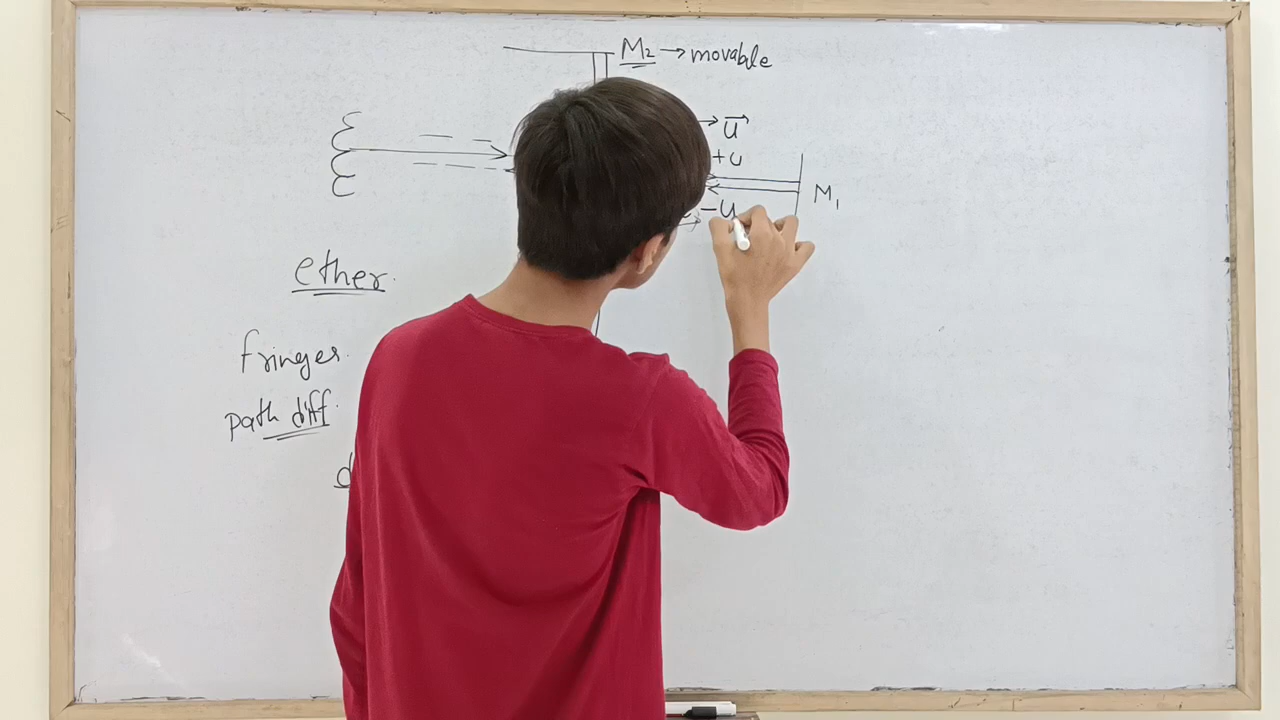 M₂ → movable
→ u⃗
+u
M₁
-u
ether.
fringes.
path diff.